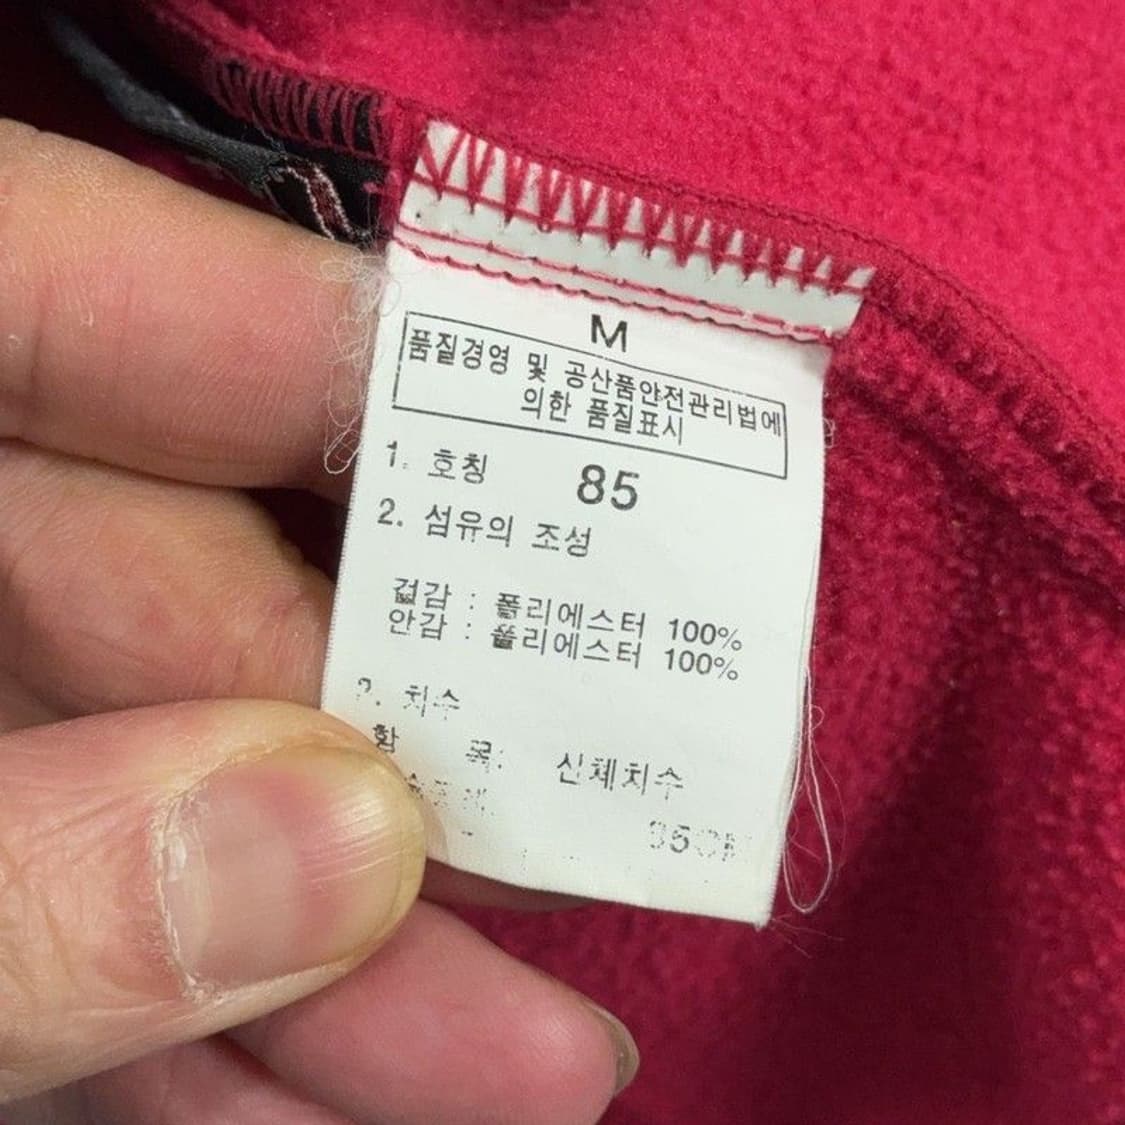 M
품질경영 및 공산품안전관리법에
의한 품질표시
1. 호칭 85
2. 섬유의 조성
겉감 : 폴리에스터 100%
안감 : 폴리에스터 100%
치수
항 목: 신체치수